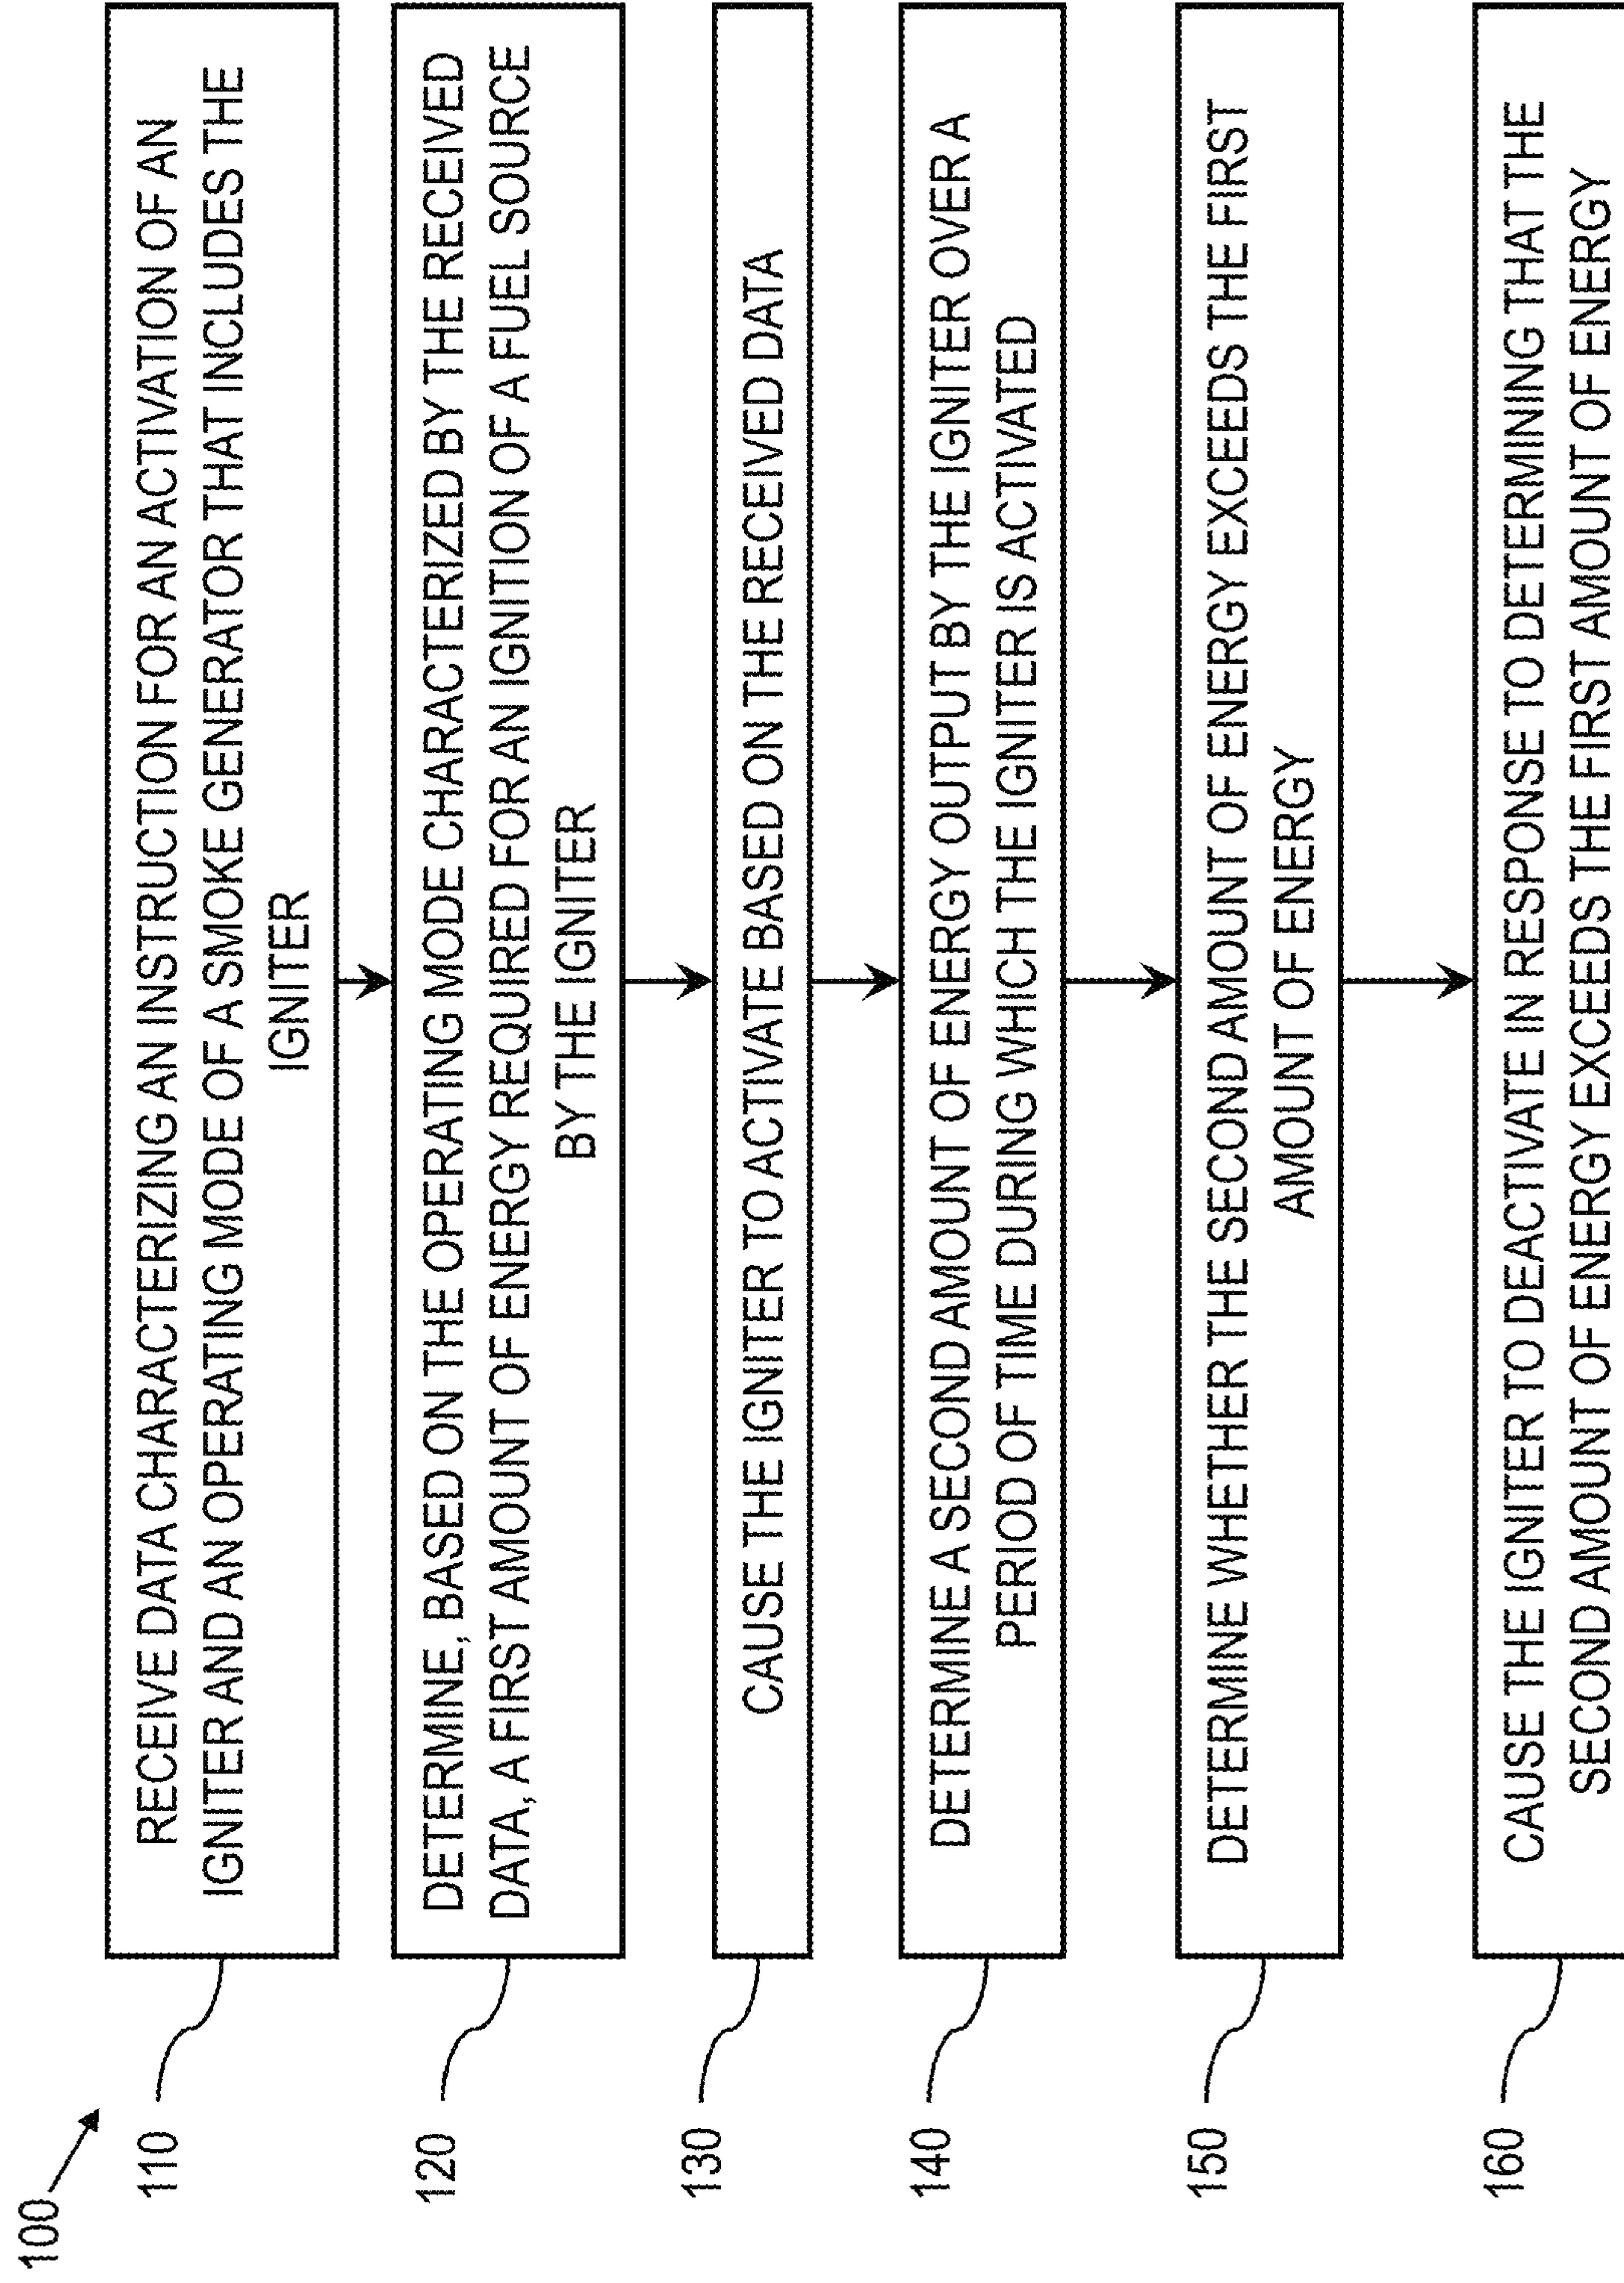 100
110
RECEIVE DATA CHARACTERIZING AN INSTRUCTION FOR AN ACTIVATION OF AN
IGNITER AND AN OPERATING MODE OF A SMOKE GENERATOR THAT INCLUDES THE
IGNITER
120
DETERMINE, BASED ON THE OPERATING MODE CHARACTERIZED BY THE RECEIVED
DATA, A FIRST AMOUNT OF ENERGY REQUIRED FOR AN IGNITION OF A FUEL SOURCE
BY THE IGNITER
130
CAUSE THE IGNITER TO ACTIVATE BASED ON THE RECEIVED DATA
140
DETERMINE A SECOND AMOUNT OF ENERGY OUTPUT BY THE IGNITER OVER A
PERIOD OF TIME DURING WHICH THE IGNITER IS ACTIVATED
150
DETERMINE WHETHER THE SECOND AMOUNT OF ENERGY EXCEEDS THE FIRST
AMOUNT OF ENERGY
160
CAUSE THE IGNITER TO DEACTIVATE IN RESPONSE TO DETERMINING THAT THE
SECOND AMOUNT OF ENERGY EXCEEDS THE FIRST AMOUNT OF ENERGY